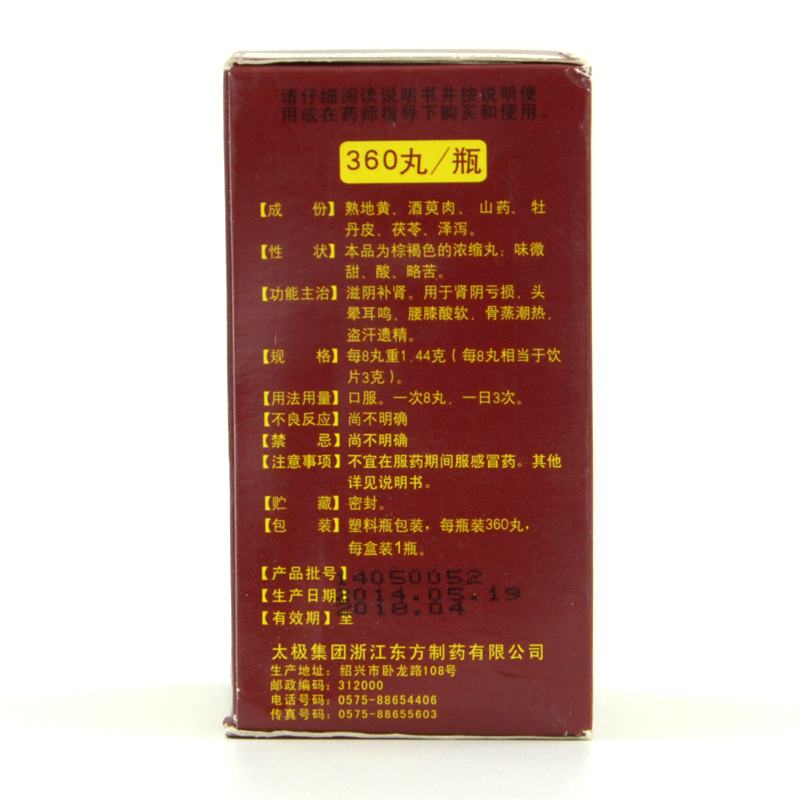 请仔细阅读说明书并按说明使
用或在药师指导下购买和使用。
360丸/瓶
【成 份】熟地黄、酒萸肉、山药、牡
丹皮、茯苓、泽泻。
【性 状】本品为棕褐色的浓缩丸；味微
甜、酸、略苦。
【功能主治】滋阴补肾。用于肾阴亏损，头
晕耳鸣，腰膝酸软，骨蒸潮热，
盗汗遗精。
【规 格】每8丸重1.44克（每8丸相当于饮
片3克）。
【用法用量】口服。一次8丸，一日3次。
【不良反应】尚不明确
【禁 忌】尚不明确
【注意事项】不宜在服药期间服感冒药。其他
详见说明书。
【贮 藏】密封。
【包 装】塑料瓶包装，每瓶装360丸，
每盒装1瓶。
【产品批号】14050052
【生产日期】2014.05.19
【有效期】至 2018.04
太极集团浙江东方制药有限公司
生产地址：绍兴市卧龙路108号
邮政编码：312000
电话号码：0575-88654406
传真号码：0575-88655603